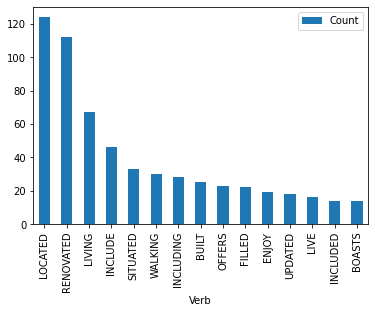 Count
120
100
80
60
40
20
0
LOCATED
RENOVATED
LIVING
INCLUDE
SITUATED
WALKING
INCLUDING
BUILT
OFFERS
FILLED
ENJOY
UPDATED
LIVE
INCLUDED
BOASTS
Verb